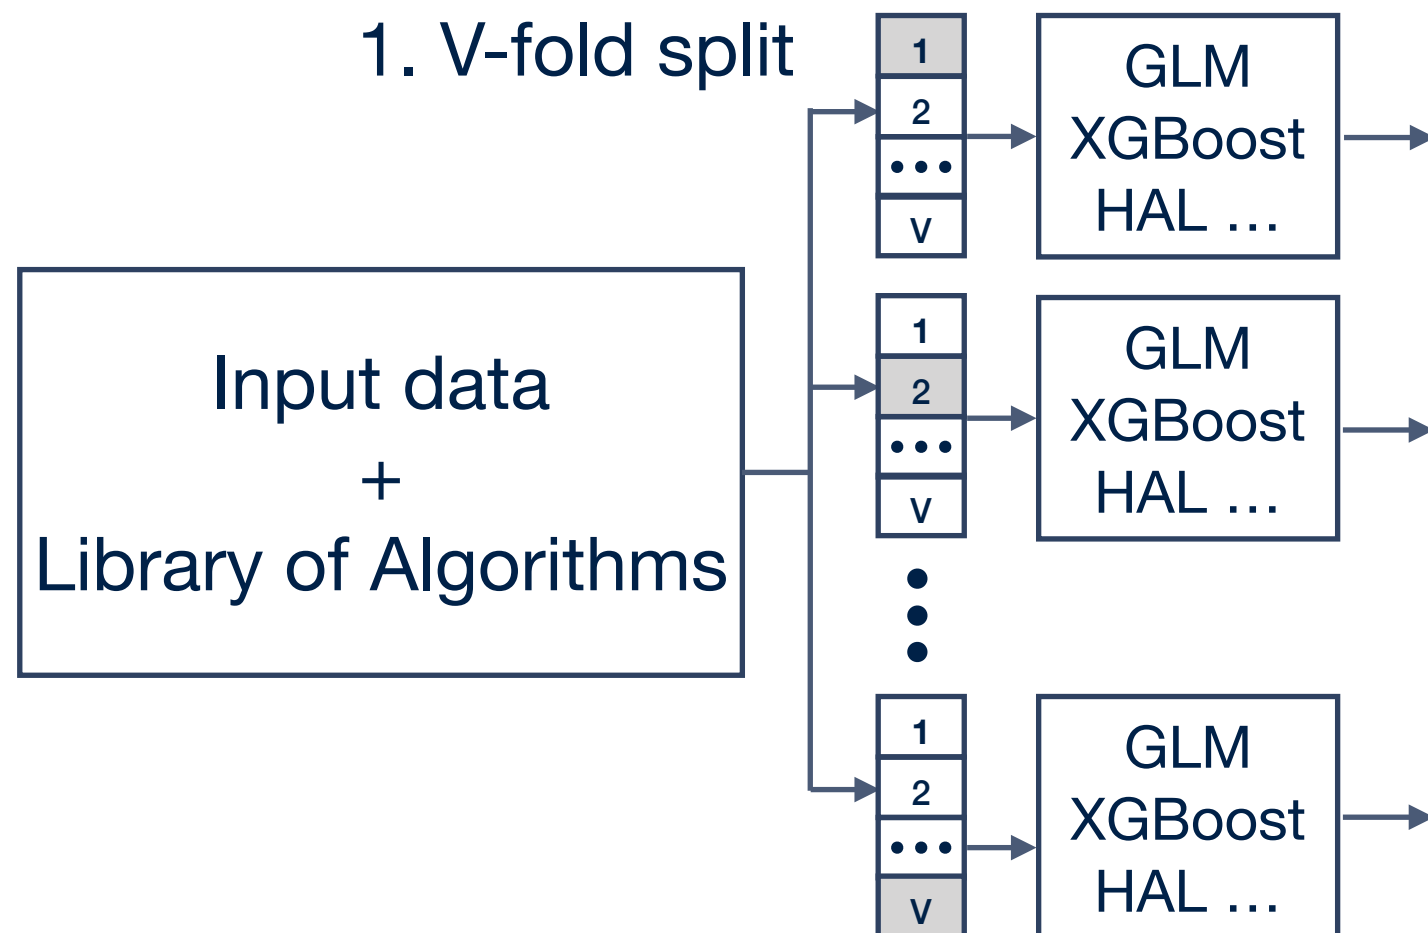 1. V-fold split
Input data
+
Library of Algorithms
1
2
•••
V
GLM
XGBoost
HAL …
1
2
•••
V
GLM
XGBoost
HAL …
1
2
•••
V
GLM
XGBoost
HAL …